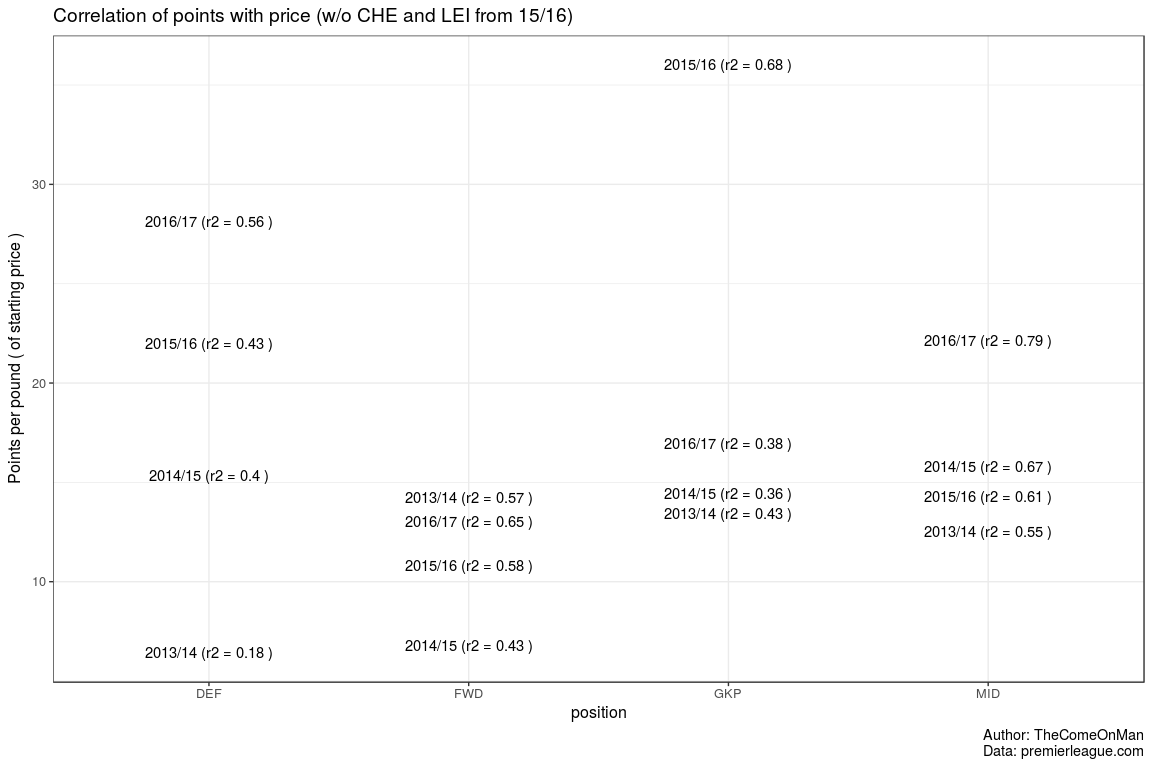 Correlation of points with price (w/o CHE and LEI from 15/16)
Points per pound ( of starting price )
30
20
10
2015/16 (r2 = 0.68 )
2016/17 (r2 = 0.56 )
2015/16 (r2 = 0.43 )
2016/17 (r2 = 0.79 )
2016/17 (r2 = 0.38 )
2014/15 (r2 = 0.67 )
2014/15 (r2 = 0.4 )
2014/15 (r2 = 0.36 )
2013/14 (r2 = 0.57 )
2015/16 (r2 = 0.61 )
2013/14 (r2 = 0.43 )
2016/17 (r2 = 0.65 )
2013/14 (r2 = 0.55 )
2015/16 (r2 = 0.58 )
2014/15 (r2 = 0.43 )
2013/14 (r2 = 0.18 )
DEF
FWD
GKP
MID
position
Author: TheComeOnMan
Data: premierleague.com